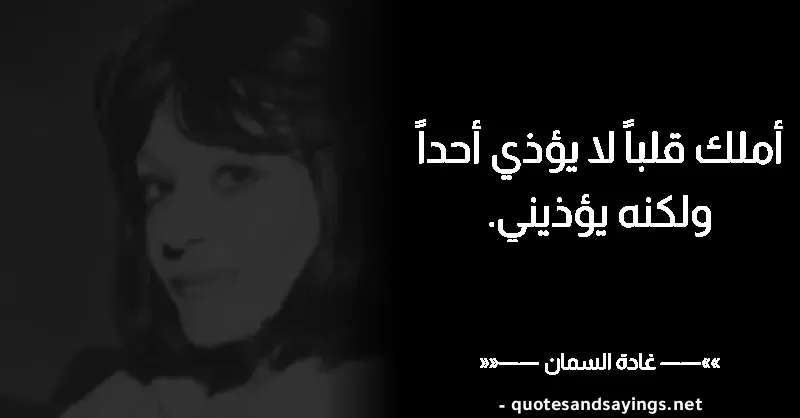 أملك قلباً لا يؤذي أحداً
ولكنه يؤذيني.
»»—— غادة السمان ——««
- quotesandsayings.net